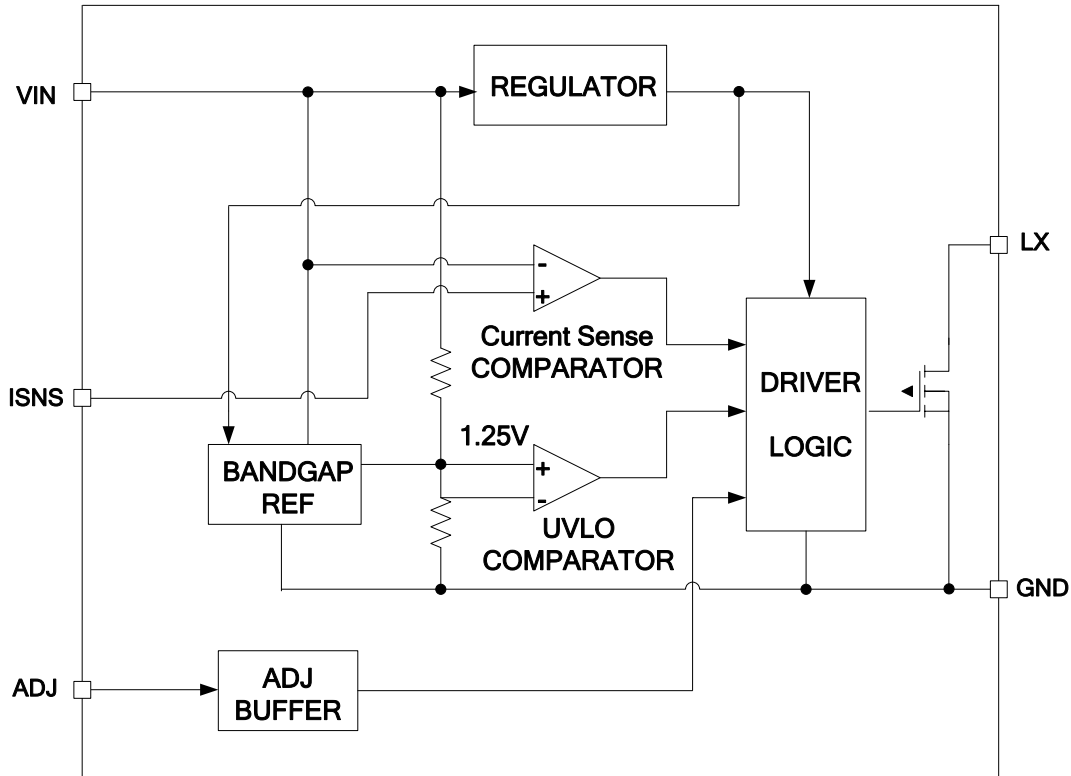 REGULATOR
VIN
LX
-
+
Current Sense
COMPARATOR
DRIVER
LOGIC
ISNS
1.25V
BANDGAP
REF
+
-
UVLO
COMPARATOR
GND
ADJ
ADJ
BUFFER